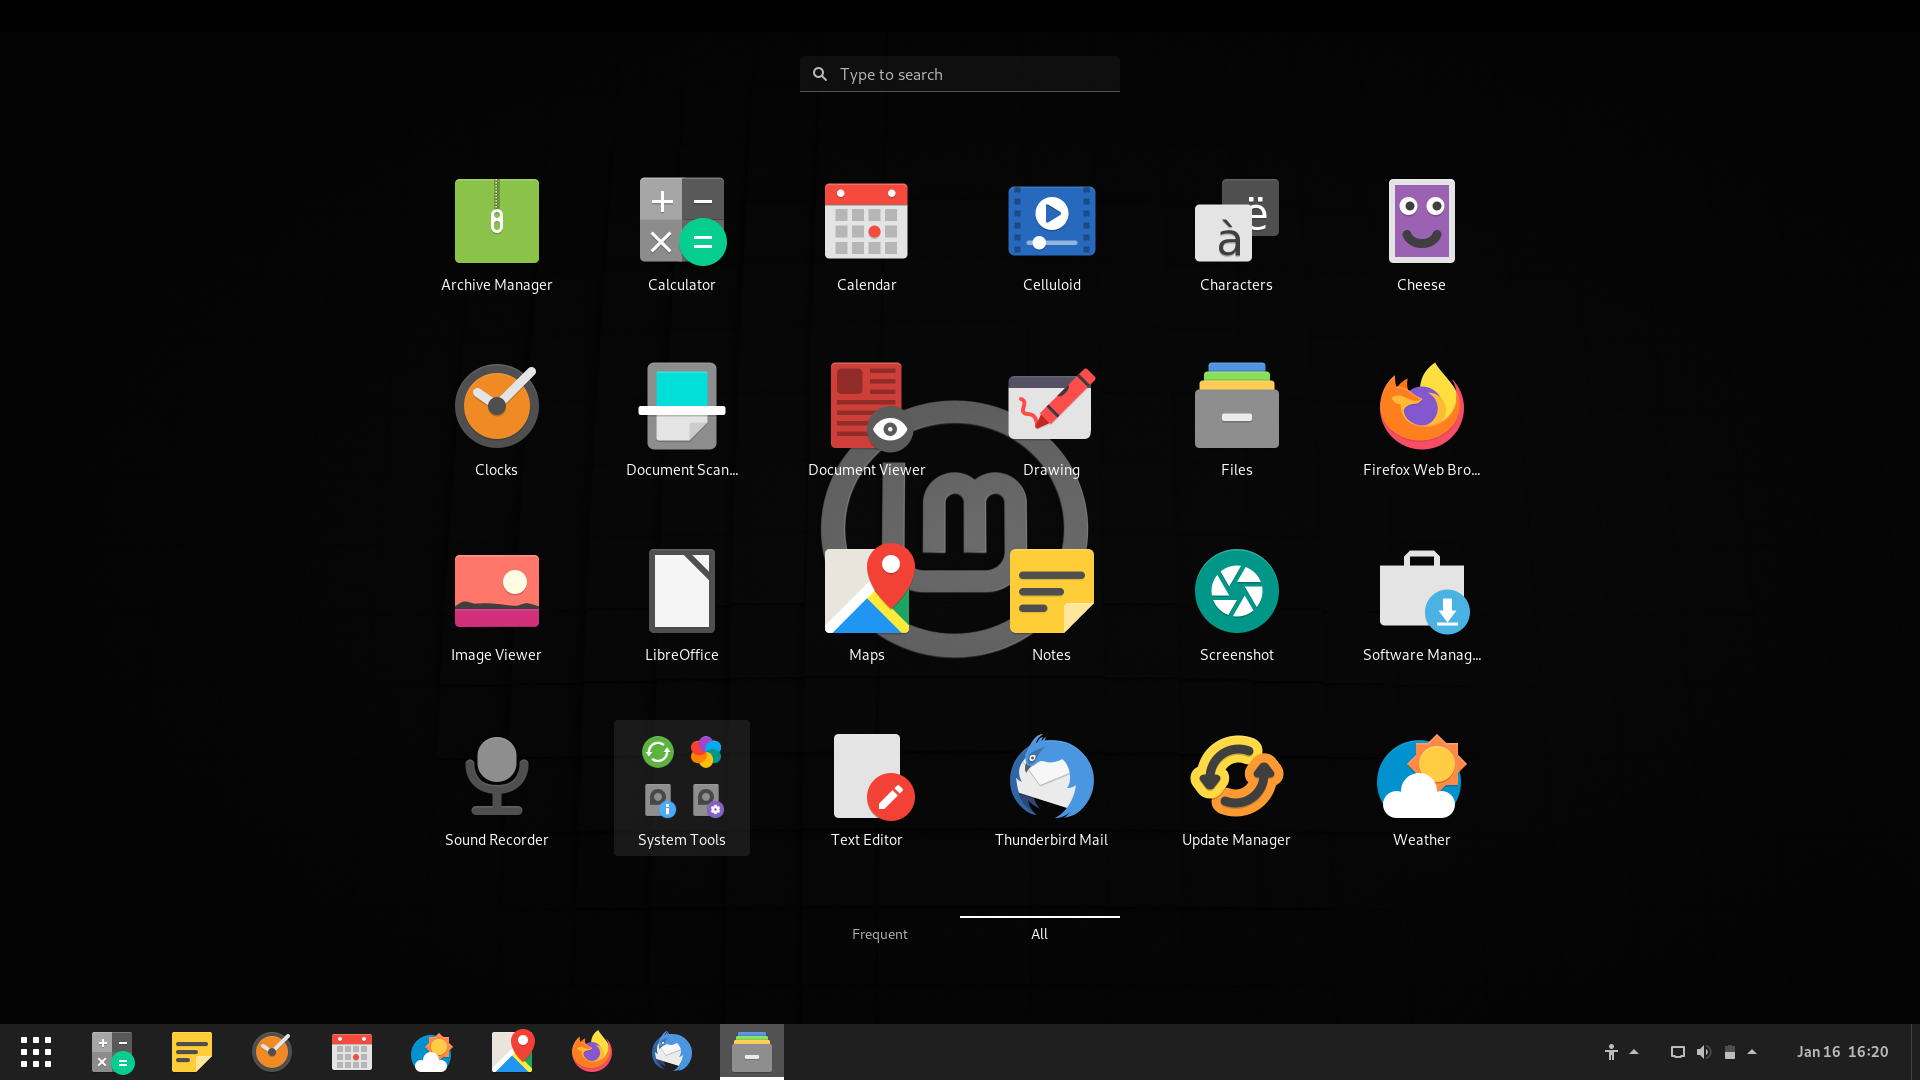 Type to search
Archive Manager
Calculator
Calendar
Celluloid
Characters
Cheese
Clocks
Document Scan...
Document Viewer
Drawing
Files
Firefox Web Bro...
Image Viewer
LibreOffice
Maps
Notes
Screenshot
Software Manag...
Sound Recorder
System Tools
Text Editor
Thunderbird Mail
Update Manager
Weather
Frequent
All
Jan 16 16:20